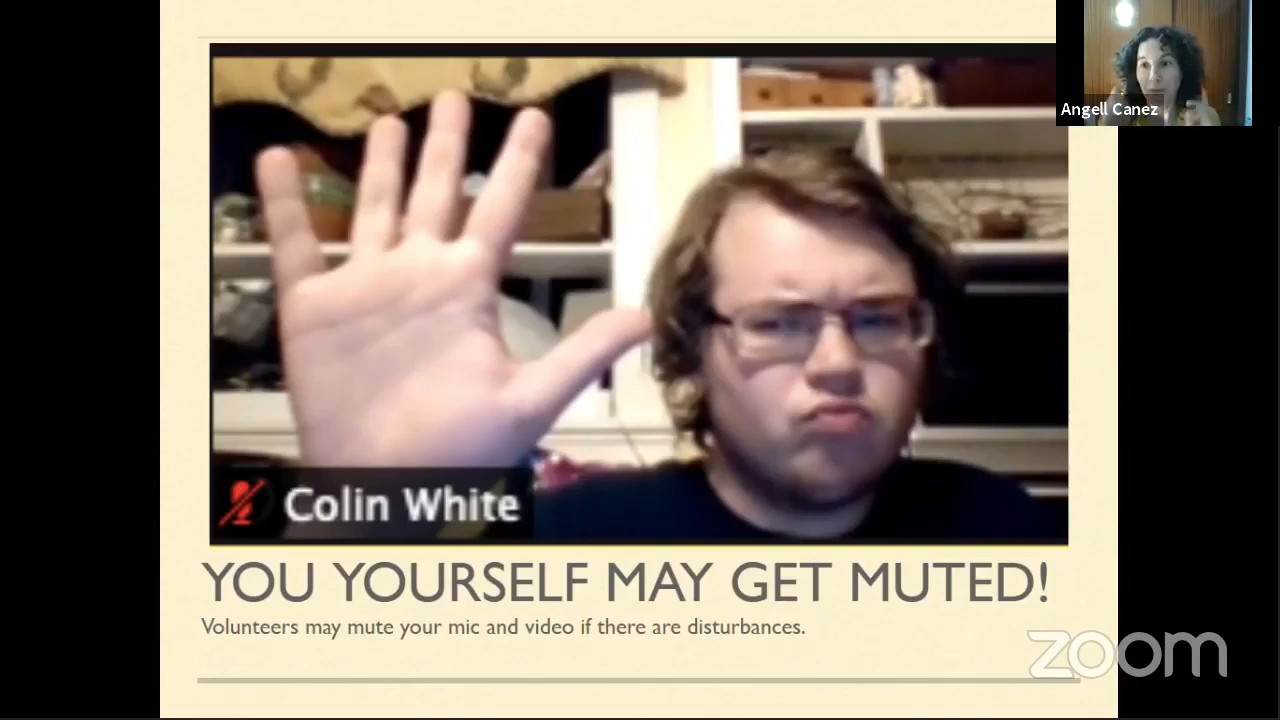 Angell Canez
Colin White
YOU YOURSELF MAY GET MUTED!
Volunteers may mute your mic and video if there are disturbances.
zoom